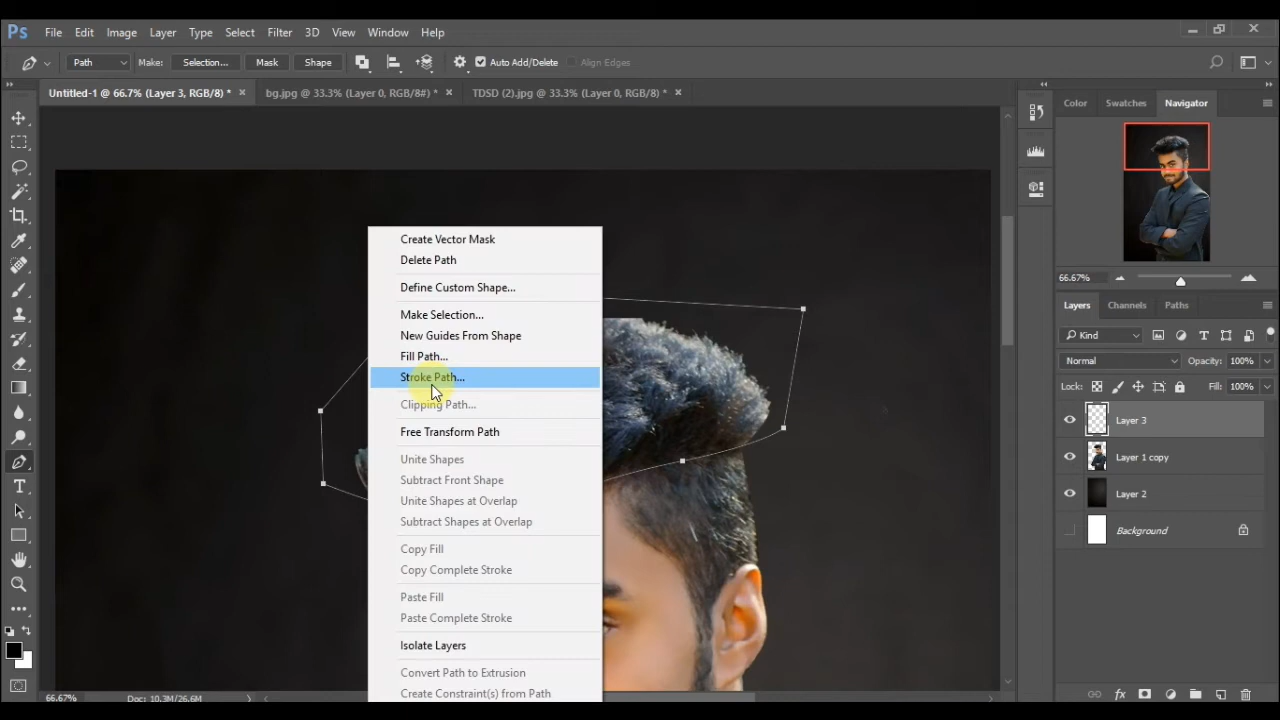 Ps File Edit Image Layer Type Select Filter 3D View Window Help
Path Make: Selection... Mask Shape Auto Add/Delete Align Edges
Untitled-1 @ 66.7% (Layer 3, RGB/8) * × bg.jpg @ 33.3% (Layer 0, RGB/8#) * × TDSD (2).jpg @ 33.3% (Layer 0, RGB/8) * ×
Color Swatches Navigator
Create Vector Mask
Delete Path
Define Custom Shape...
Make Selection...
New Guides From Shape
Fill Path...
Stroke Path...
Clipping Path...
Free Transform Path
Unite Shapes
Subtract Front Shape
Unite Shapes at Overlap
Subtract Shapes at Overlap
Copy Fill
Copy Complete Stroke
Paste Fill
Paste Complete Stroke
Isolate Layers
Convert Path to Extrusion
Create Constraint(s) from Path
66.67%
Layers Channels Paths
Kind
Normal Opacity: 100%
Lock: Fill: 100%
Layer 3
Layer 1 copy
Layer 2
Background
fx
66.67% Doc: 10.3M/26.6M